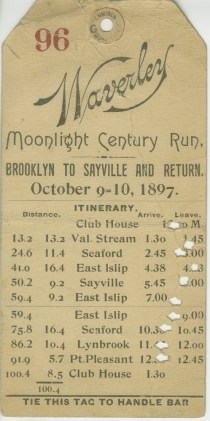 96
Waverley
Moonlight Century Run.
BROOKLYN TO SAYVILLE AND RETURN.
October 9-10, 1897.
ITINERARY.
Distance. Arrive. Leave.
Club House M
13.2 13.2 Val. Stream 1.30 1.45
24.6 11.4 Seaford 2.45 3.00
41.0 16.4 East Islip 4.38
50.2 9.2 Sayville 5.45 6.00
59.4 9.2 East Islip 7.00
59.4 East Islip 9.00
75.8 16.4 Seaford 10.45
86.2 10.4 Lynbrook 12.00
91.9 5.7 Pt. Pleasant 12.45
100.4 8.5 Club House 1.30
100.4
TIE THIS TAG TO HANDLE BAR